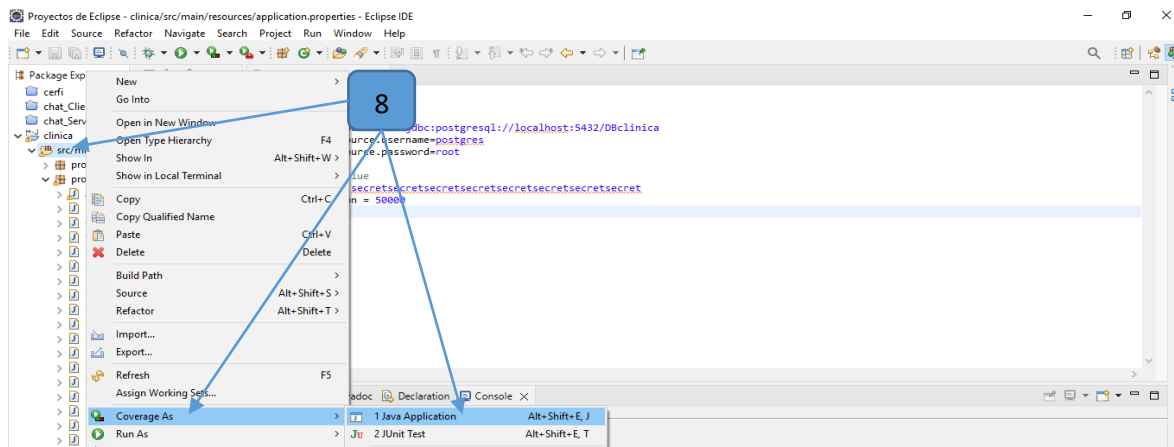 Proyectos de Eclipse - clinica/src/main/resources/application.properties - Eclipse IDE
File Edit Source Refactor Navigate Search Project Run Window Help
Package Exp
cerfi
chat_Clie
chat_Serv
clinica
src/m
pro
pro
New
Go Into
Open in New Window
Open Type Hierarchy F4
Show In Alt+Shift+W >
Show in Local Terminal
Copy Ctrl+C
Copy Qualified Name
Paste Ctrl+V
Delete Delete
Build Path
Source Alt+Shift+S >
Refactor Alt+Shift+T >
Import...
Export...
Refresh F5
Assign Working Sets...
Coverage As
Run As
8
dbc:postgresql://localhost:5432/DBclinica
ource.username=postgres
ource.password=root
lue
secretsecretsecretsecretsecretsecretsecretsecret
n = 50000
adoc Declaration Console
1 Java Application Alt+Shift+E, J
2 JUnit Test Alt+Shift+E, T